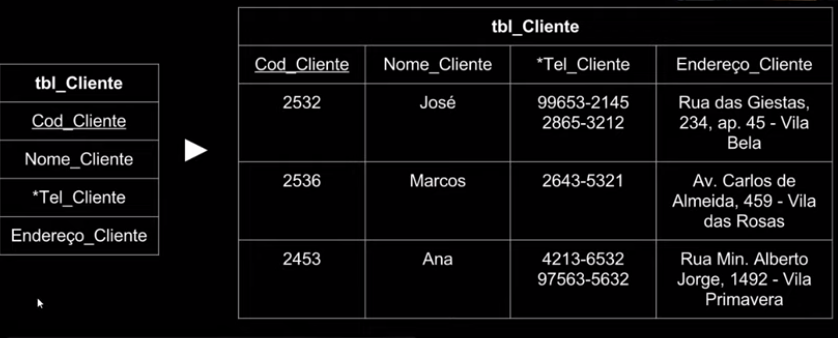 tbl_Cliente
Cod_Cliente
Nome_Cliente
*Tel_Cliente
Endereço_Cliente
tbl_Cliente
Cod_Cliente Nome_Cliente *Tel_Cliente Endereço_Cliente
2532 José 99653-2145 Rua das Giestas,
2865-3212 234, ap. 45 - Vila
Bela
2536 Marcos 2643-5321 Av. Carlos de
Almeida, 459 - Vila
das Rosas
2453 Ana 4213-6532 Rua Min. Alberto
97563-5632 Jorge, 1492 - Vila
Primavera